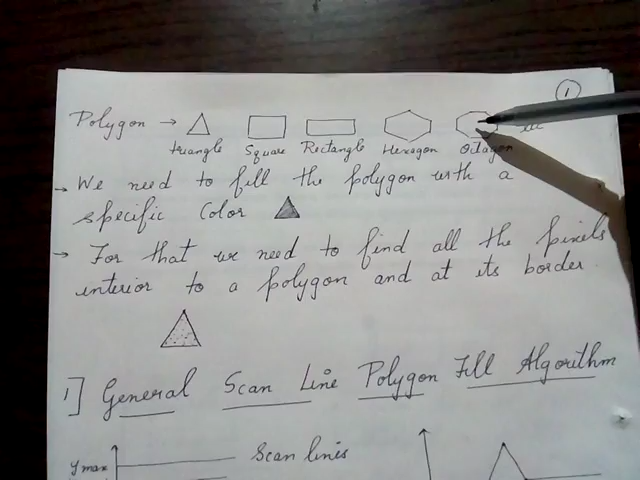 1
Polygon → etc
triangle Square Rectangle Hexagon Octagon
→ We need to fill the polygon with a
specific Color
→ For that we need to find all the pixels
interior to a polygon and at its border
1] General Scan Line Polygon Fill Algorithm
Ymax Scan lines